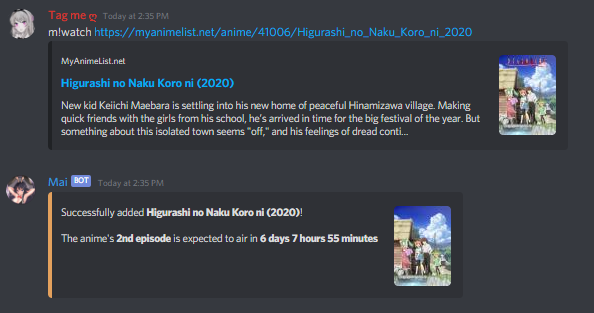 Tag me ღ Today at 2:35 PM
m!watch https://myanimelist.net/anime/41006/Higurashi_no_Naku_Koro_ni_2020
MyAnimeList.net
Higurashi no Naku Koro ni (2020)
New kid Keiichi Maebara is settling into his new home of peaceful Hinamizawa village. Making
quick friends with the girls from his school, he's arrived in time for the big festival of the year. But
something about this isolated town seems "off," and his feelings of dread conti...
Mai BOT Today at 2:35 PM
Successfully added Higurashi no Naku Koro ni (2020)!
The anime's 2nd episode is expected to air in 6 days 7 hours 55 minutes